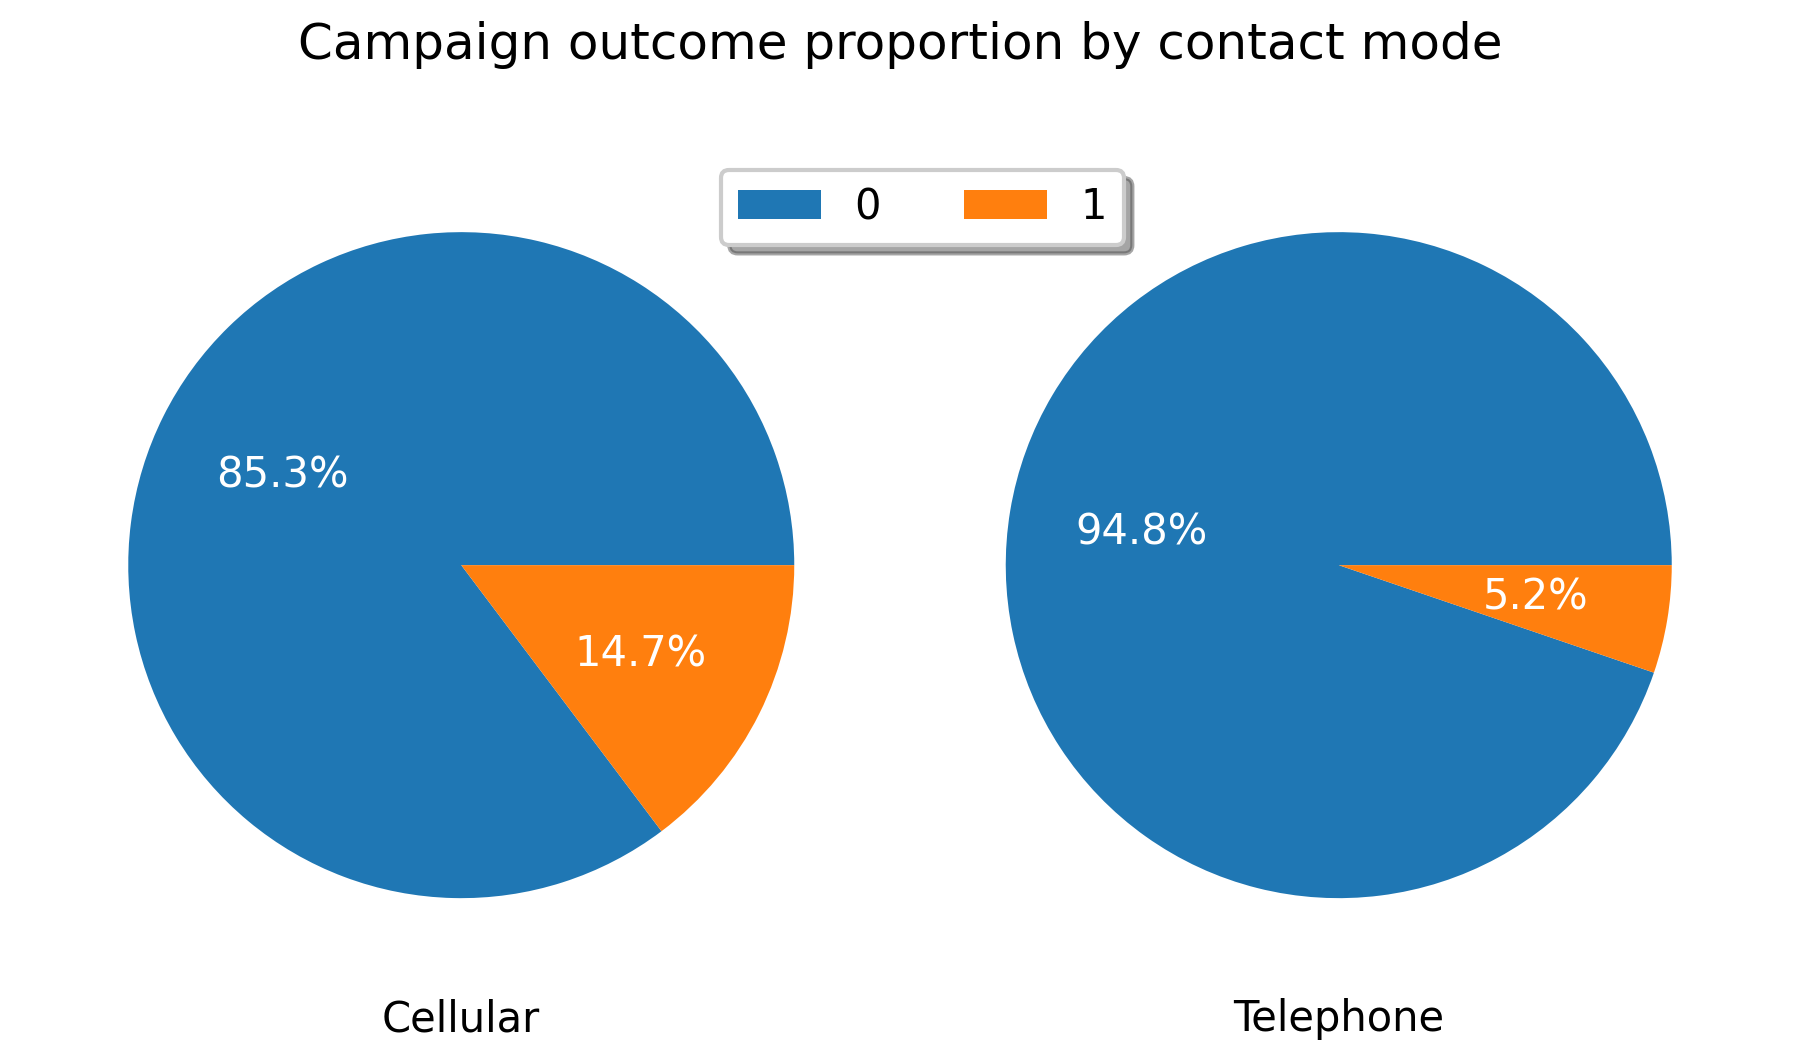 Campaign outcome proportion by contact mode
0 1
85.3%
14.7%
94.8%
5.2%
Cellular
Telephone